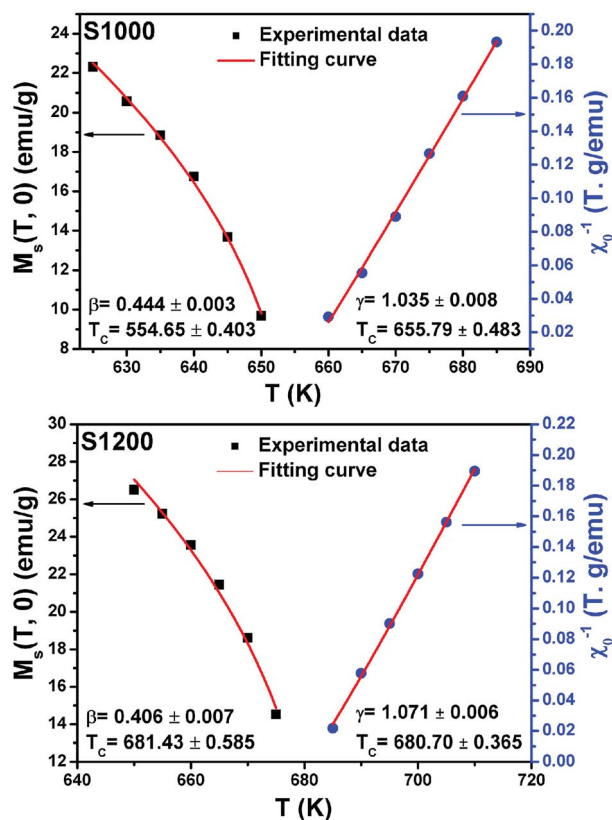 S1000
Experimental data
Fitting curve
Mₛ(T, 0) (emu/g)
24
22
20
18
16
14
12
10
8
β= 0.444 ± 0.003
T_C= 554.65 ± 0.403
γ= 1.035 ± 0.008
T_C= 655.79 ± 0.483
0.20
0.18
0.16
0.14
0.12
0.10
0.08
0.06
0.04
0.02
χ₀⁻¹ (T. g/emu)
630 640 650 660 670 680 690
T (K)
S1200
Experimental data
Fitting curve
Mₛ(T, 0) (emu/g)
30
28
26
24
22
20
18
16
14
12
β= 0.406 ± 0.007
T_C= 681.43 ± 0.585
γ= 1.071 ± 0.006
T_C= 680.70 ± 0.365
0.22
0.20
0.18
0.16
0.14
0.12
0.10
0.08
0.06
0.04
0.02
0.00
χ₀⁻¹ (T. g/emu)
640 660 680 700 720
T (K)